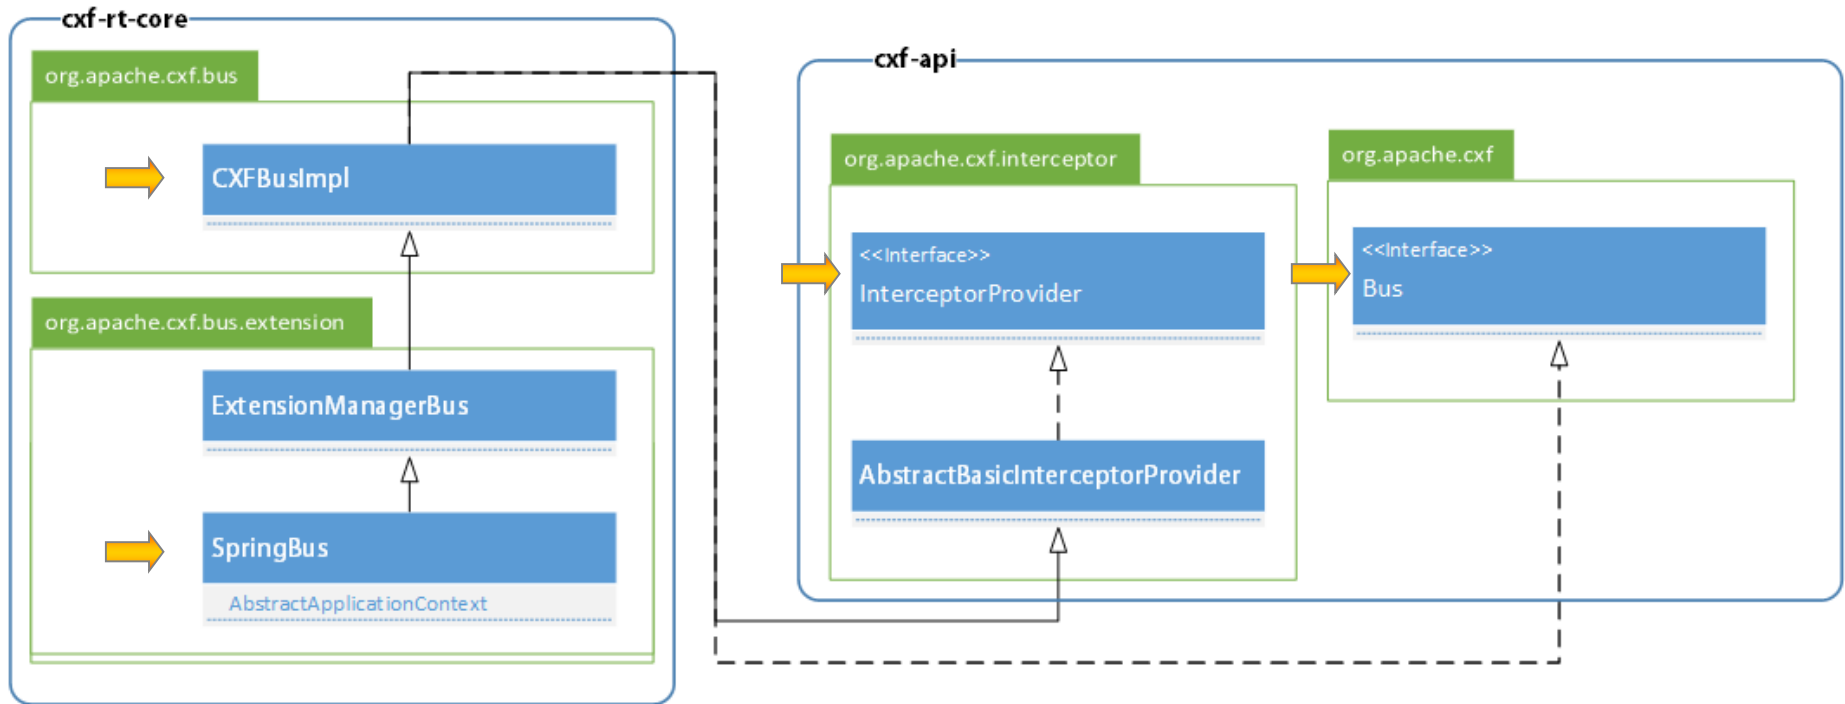 cxf-rt-core
org.apache.cxf.bus
CXFBusImpl
org.apache.cxf.bus.extension
ExtensionManagerBus
SpringBus
AbstractApplicationContext
cxf-api
org.apache.cxf.interceptor
<<Interface>>
InterceptorProvider
AbstractBasicInterceptorProvider
org.apache.cxf
<<Interface>>
Bus